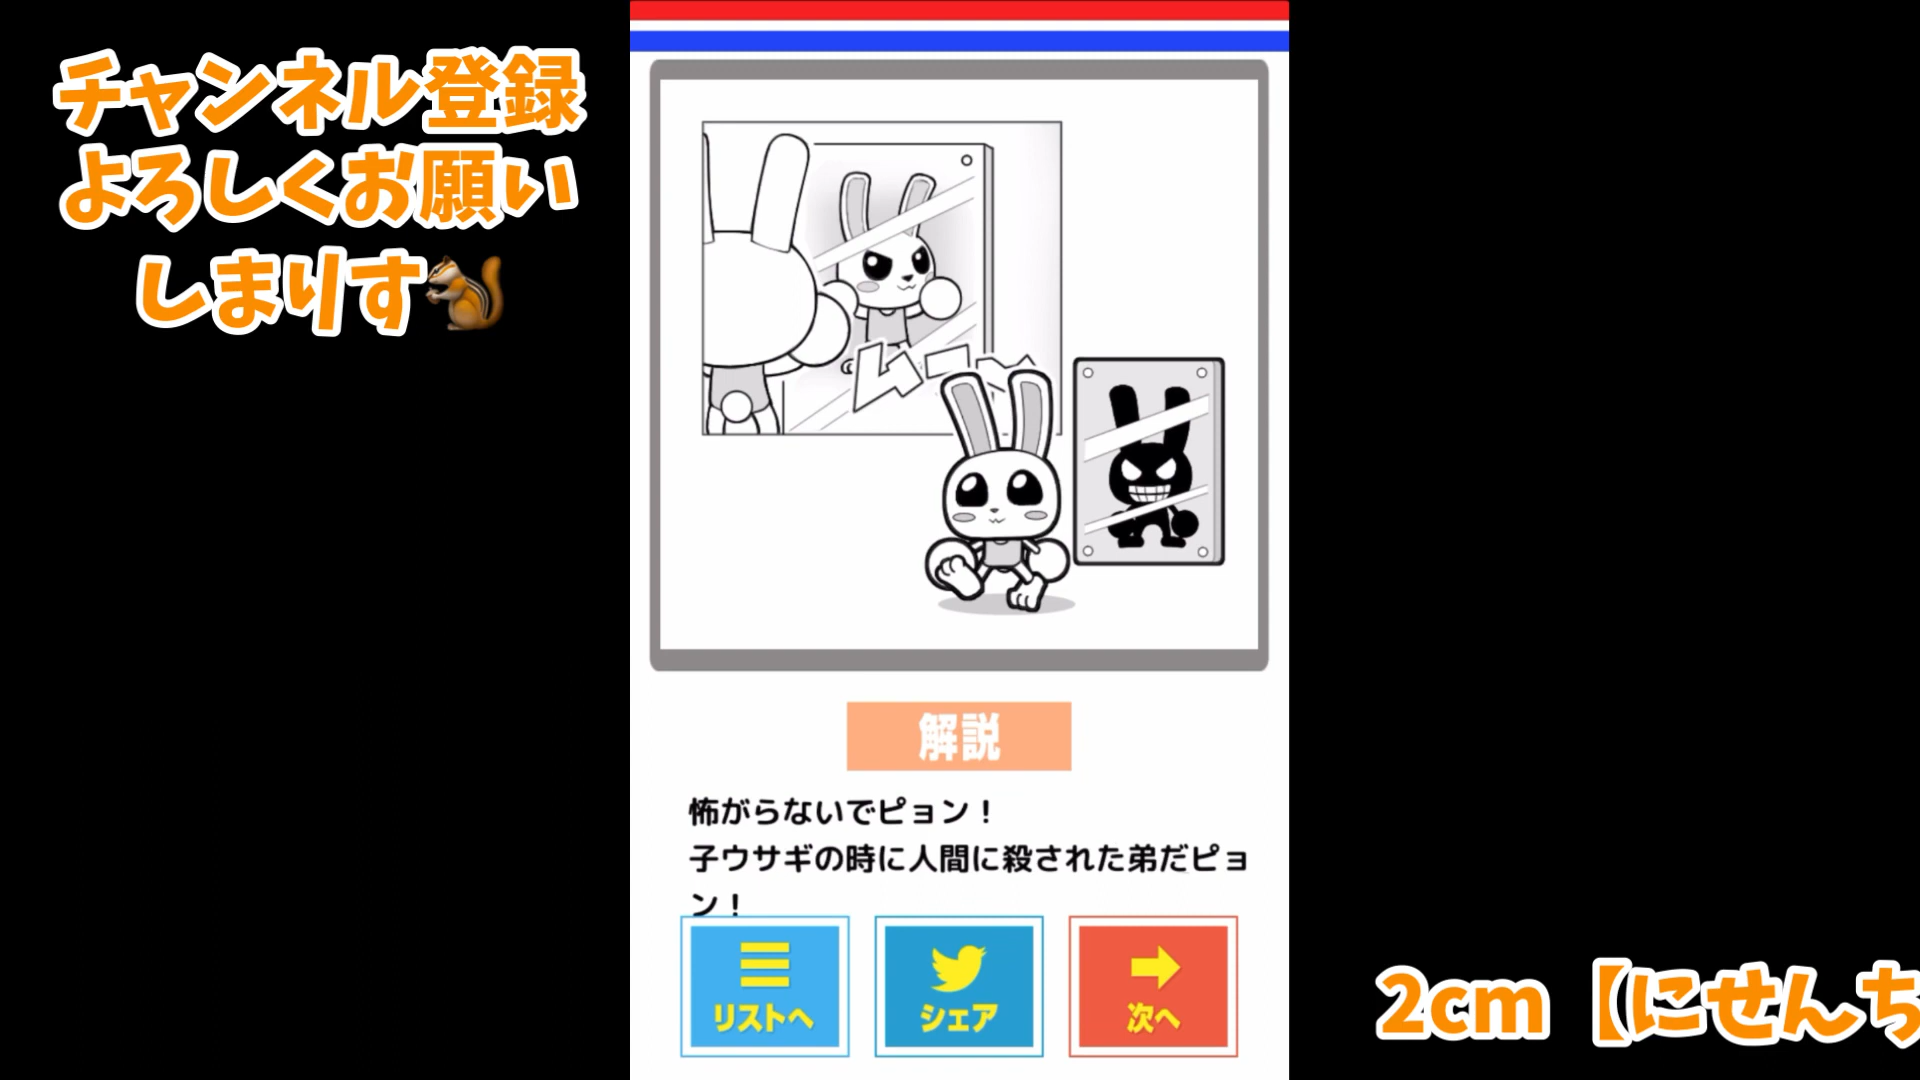 チャンネル登録
よろしくお願い
しまりす🐿
ムニ〜
解説
怖がらないでピョン！
子ウサギの時に人間に殺された弟だピョ
ン！
リストへ
シェア
次へ
2cm【にせんち